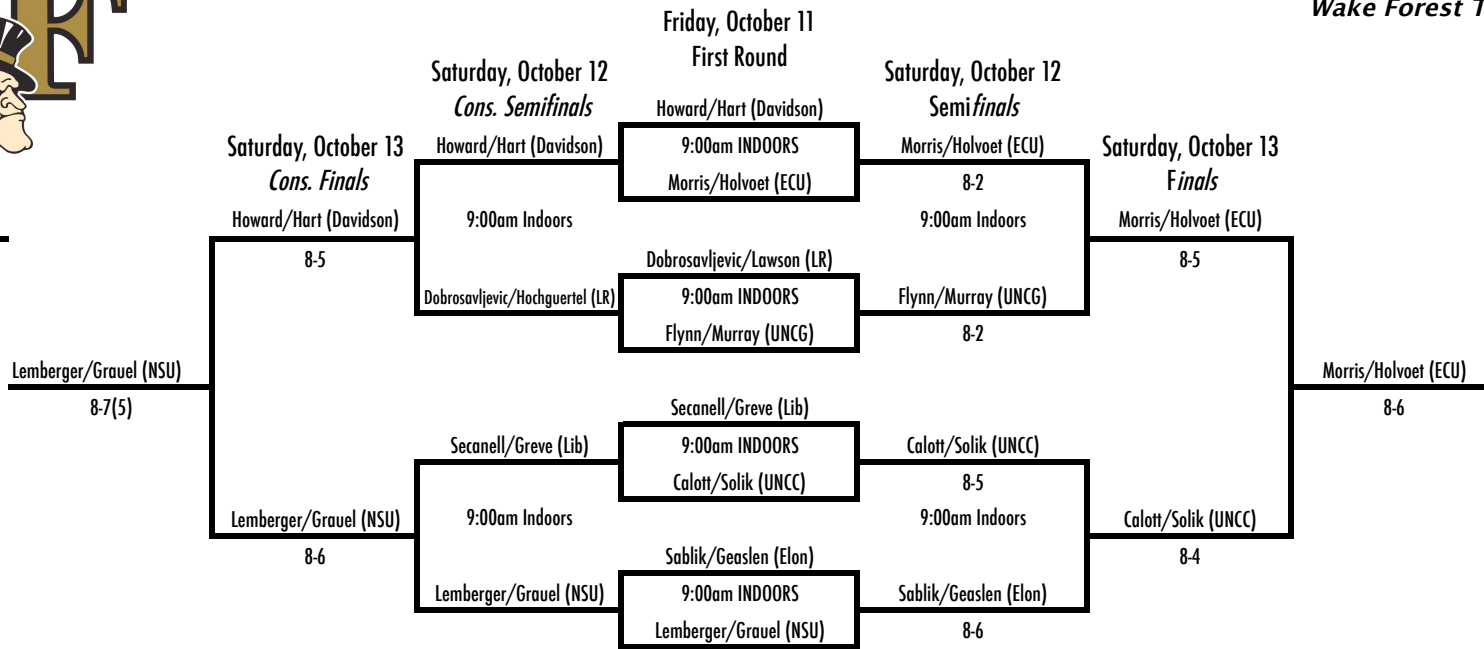 Wake Forest T
Friday, October 11
First Round
Saturday, October 12
Cons. Semifinals
Saturday, October 12
Semifinals
Saturday, October 13
Cons. Finals
Saturday, October 13
Finals
Howard/Hart (Davidson)
9:00am INDOORS
Morris/Holvoet (ECU)
Howard/Hart (Davidson)
Morris/Holvoet (ECU)
8-2
Howard/Hart (Davidson)
8-5
9:00am Indoors
9:00am Indoors
Morris/Holvoet (ECU)
8-5
Dobrosavljevic/Lawson (LR)
9:00am INDOORS
Flynn/Murray (UNCG)
Dobrosavljevic/Hochguertel (LR)
Flynn/Murray (UNCG)
8-2
Lemberger/Grauel (NSU)
8-7(5)
Morris/Holvoet (ECU)
8-6
Secanell/Greve (Lib)
9:00am INDOORS
Calott/Solik (UNCC)
Secanell/Greve (Lib)
Calott/Solik (UNCC)
8-5
Lemberger/Grauel (NSU)
8-6
9:00am Indoors
9:00am Indoors
Calott/Solik (UNCC)
8-4
Sablik/Geaslen (Elon)
9:00am INDOORS
Lemberger/Grauel (NSU)
Lemberger/Grauel (NSU)
Sablik/Geaslen (Elon)
8-6